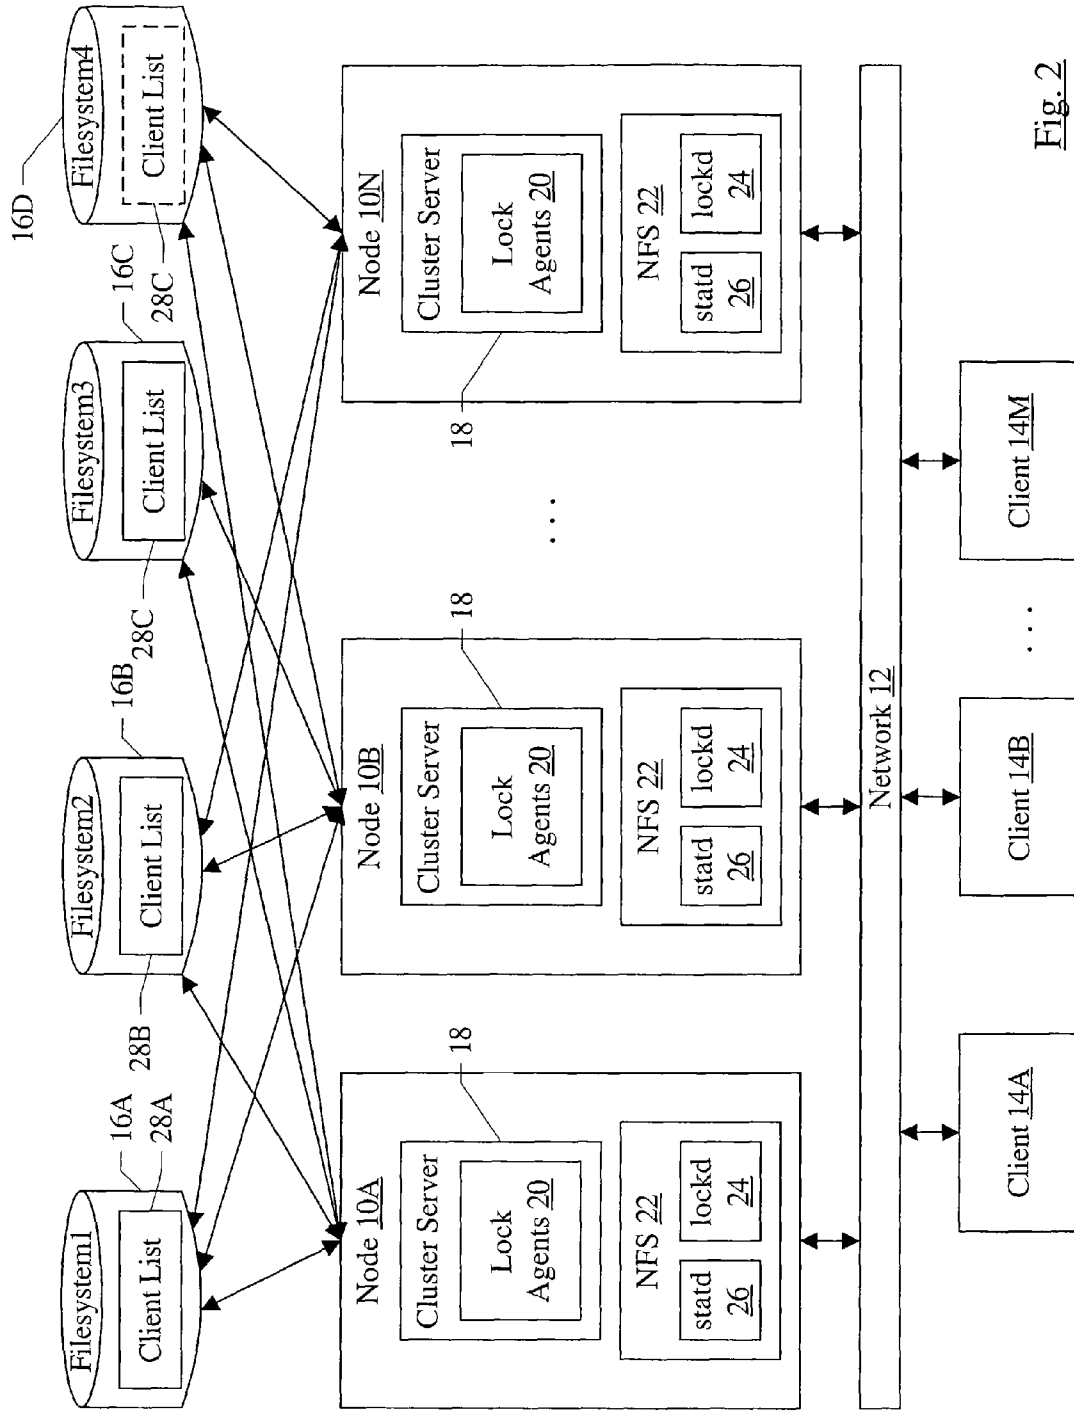 Filesystem1
Client List
16A
28A
Filesystem2
Client List
16B
28B
Filesystem3
Client List
16C
28C
Filesystem4
Client List
16D
28C
Node 10A
Cluster Server
Lock
Agents 20
18
NFS 22
statd
26
lockd
24
Node 10B
Cluster Server
Lock
Agents 20
18
NFS 22
statd
26
lockd
24
. . .
Node 10N
Cluster Server
Lock
Agents 20
18
NFS 22
statd
26
lockd
24
Network 12
Client 14A
Client 14B
. . .
Client 14M
Fig. 2